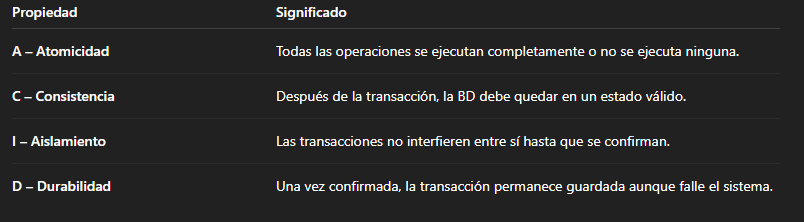 Propiedad Significado
A – Atomicidad Todas las operaciones se ejecutan completamente o no se ejecuta ninguna.
C – Consistencia Después de la transacción, la BD debe quedar en un estado válido.
I – Aislamiento Las transacciones no interfieren entre sí hasta que se confirman.
D – Durabilidad Una vez confirmada, la transacción permanece guardada aunque falle el sistema.